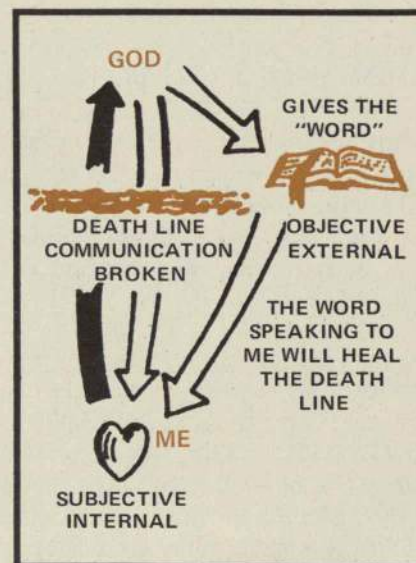 GOD
GIVES THE
"WORD"
DEATH LINE
COMMUNICATION
BROKEN
OBJECTIVE
EXTERNAL
THE WORD
SPEAKING TO
ME WILL HEAL
THE DEATH
LINE
ME
SUBJECTIVE
INTERNAL